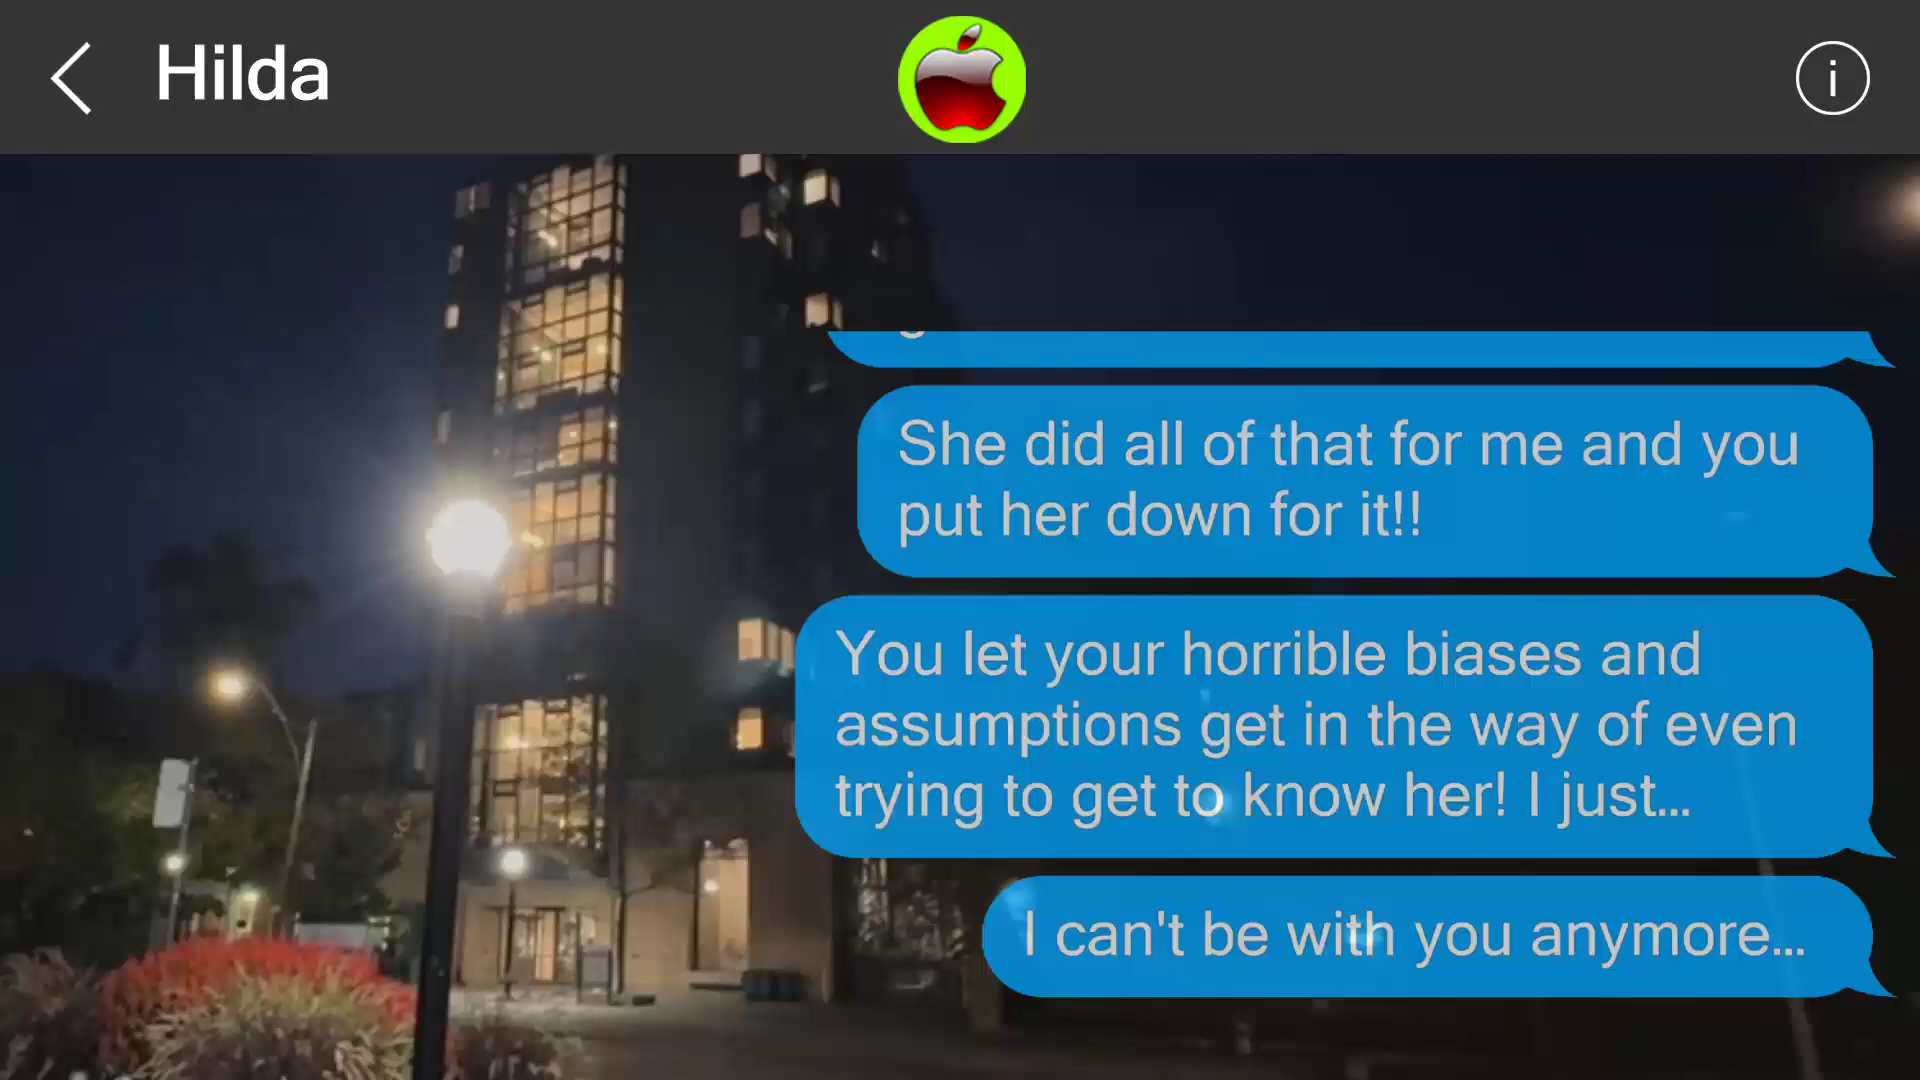 Hilda
She did all of that for me and you
put her down for it!!
You let your horrible biases and
assumptions get in the way of even
trying to get to know her! I just...
I can't be with you anymore...